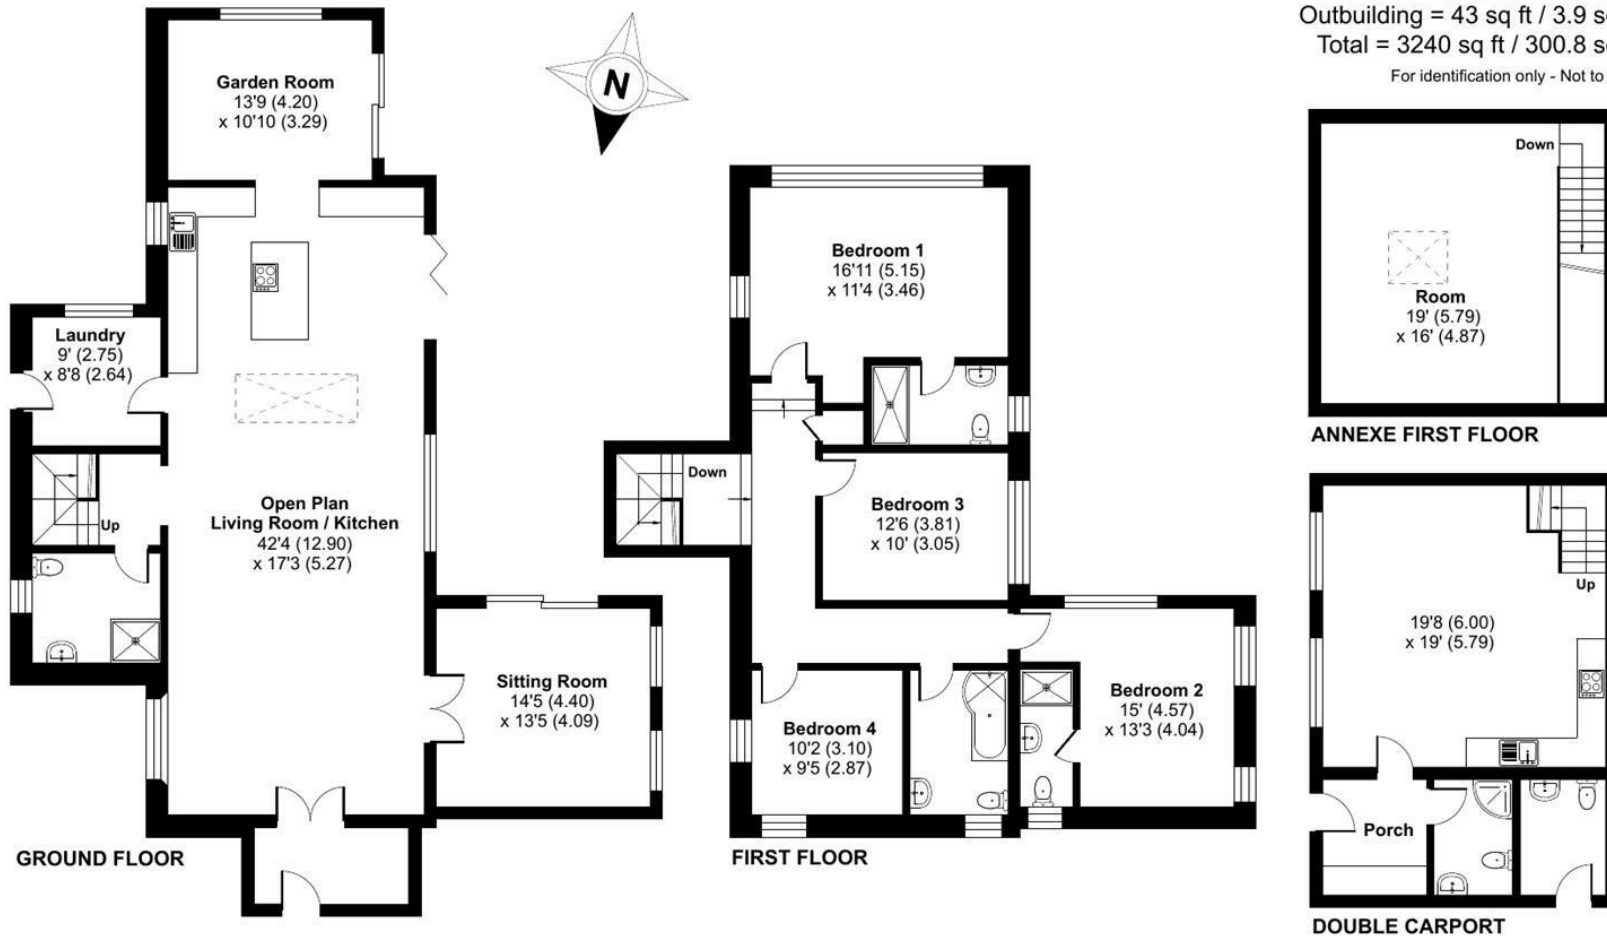 Outbuilding = 43 sq ft / 3.9 s
Total = 3240 sq ft / 300.8 s
For identification only - Not to
N
Garden Room
13'9 (4.20)
x 10'10 (3.29)
Laundry
9' (2.75)
x 8'8 (2.64)
Up
Open Plan
Living Room / Kitchen
42'4 (12.90)
x 17'3 (5.27)
Sitting Room
14'5 (4.40)
x 13'5 (4.09)
GROUND FLOOR
Bedroom 1
16'11 (5.15)
x 11'4 (3.46)
Down
Bedroom 3
12'6 (3.81)
x 10' (3.05)
Bedroom 4
10'2 (3.10)
x 9'5 (2.87)
Bedroom 2
15' (4.57)
x 13'3 (4.04)
FIRST FLOOR
Down
Room
19' (5.79)
x 16' (4.87)
ANNEXE FIRST FLOOR
Up
19'8 (6.00)
x 19' (5.79)
Porch
DOUBLE CARPORT